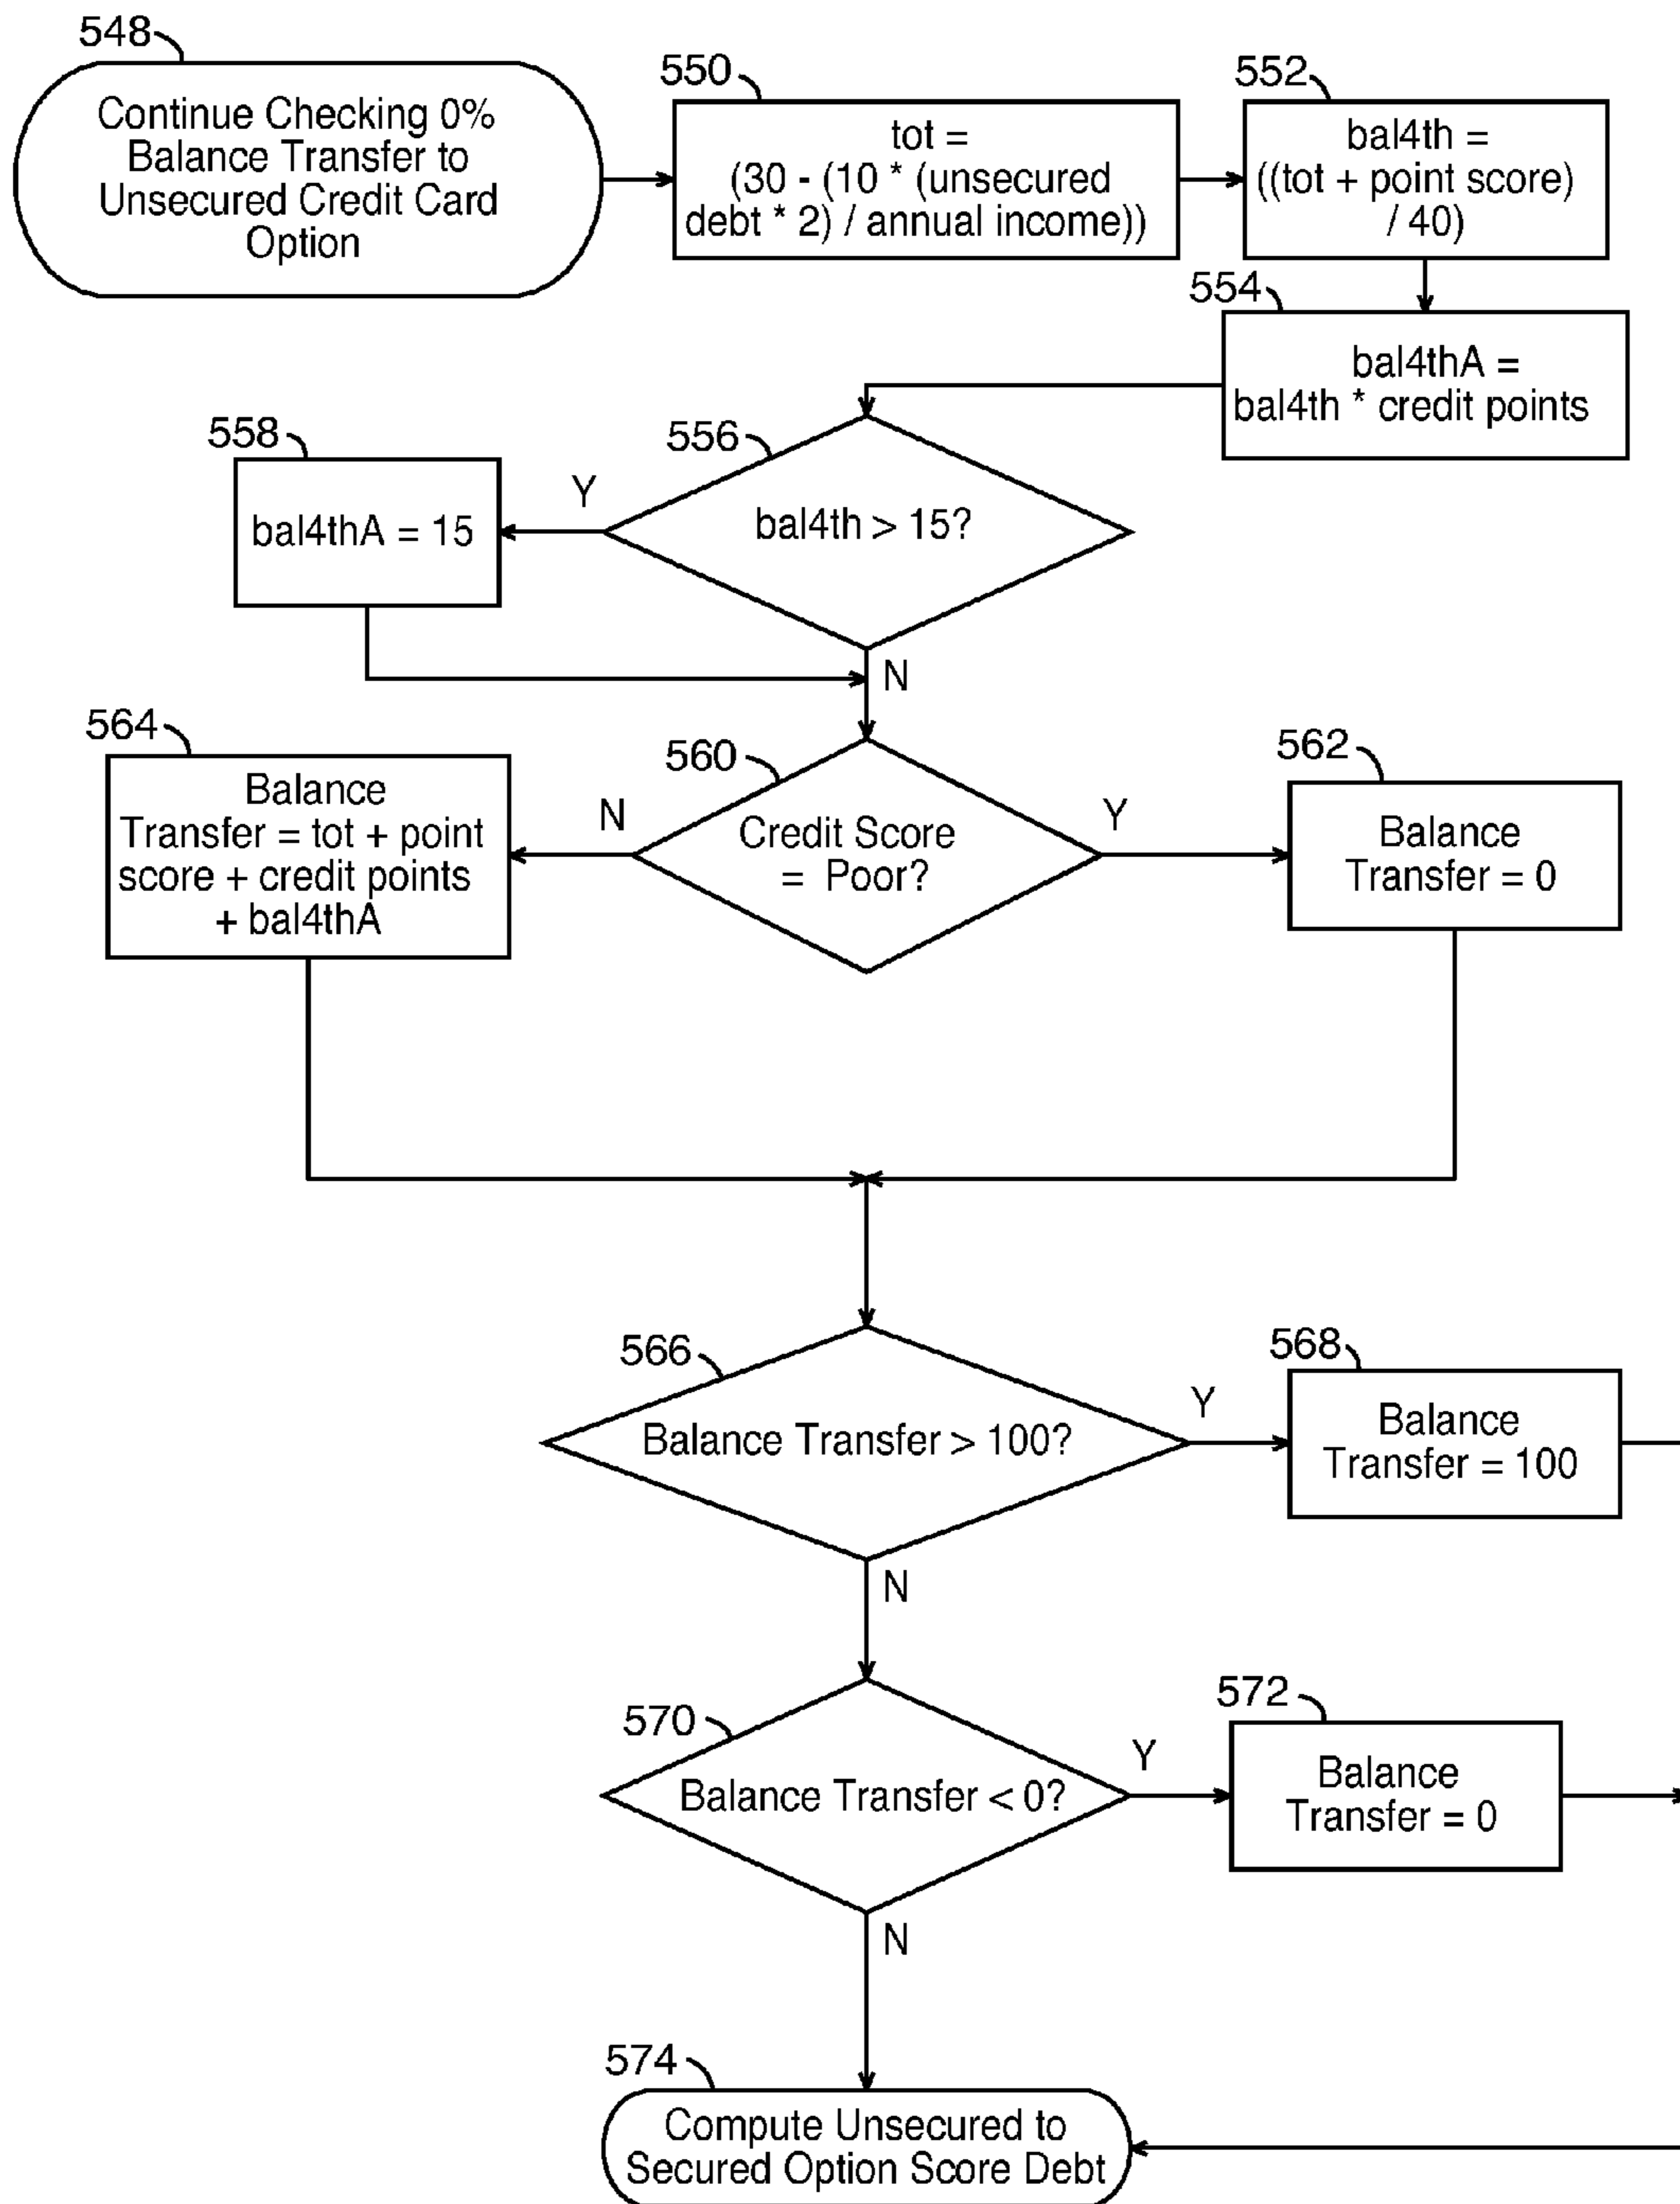 548
Continue Checking 0%
Balance Transfer to
Unsecured Credit Card
Option
550
tot =
(30 - (10 * (unsecured
debt * 2) / annual income))
552
bal4th =
((tot + point score)
/ 40)
554
bal4thA =
bal4th * credit points
556
bal4th > 15?
Y
N
558
bal4thA = 15
560
Credit Score
= Poor?
N
Y
562
Balance
Transfer = 0
564
Balance
Transfer = tot + point
score + credit points
+ bal4thA
566
Balance Transfer > 100?
Y
N
568
Balance
Transfer = 100
570
Balance Transfer < 0?
Y
N
572
Balance
Transfer = 0
574
Compute Unsecured to
Secured Option Score Debt